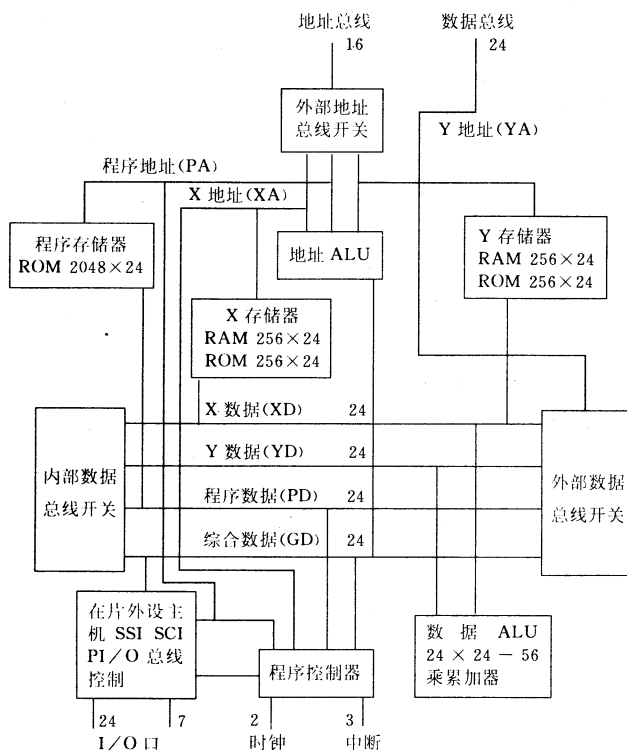 地址总线
16
数据总线
24
外部地址
总线开关
Y 地址(YA)
程序地址(PA)
X 地址(XA)
程序存储器
ROM 2048×24
地址 ALU
Y 存储器
RAM 256×24
ROM 256×24
X 存储器
RAM 256×24
ROM 256×24
X 数据(XD) 24
Y 数据(YD) 24
内部数据
总线开关
程序数据(PD) 24
外部数据
总线开关
综合数据(GD) 24
在片外设主
机 SSI SCI
PI/O 总线
控制
程序控制器
数 据 ALU
24 × 24 － 56
乘累加器
24
7
2
3
I/O 口
时钟
中断